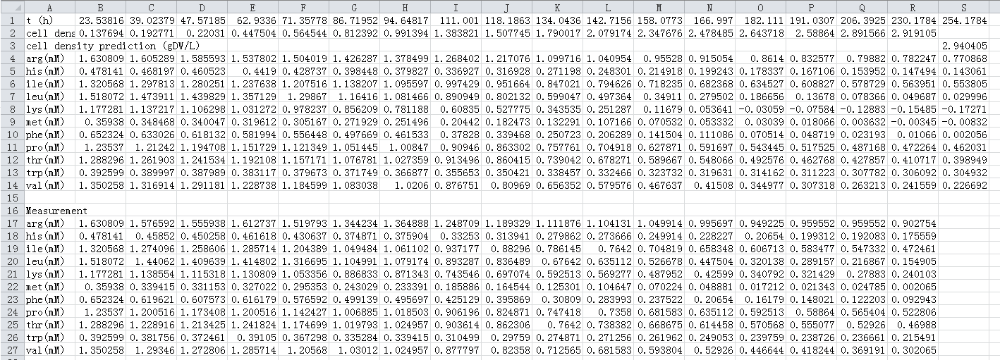 A B C D E F G H I J K L M N O P Q R S
1 t (h) 23.53816 39.02379 47.57185 62.9336 71.35778 86.71952 94.64817 111.001 118.1863 134.0436 142.7156 158.0773 166.997 182.111 191.0307 206.3925 230.1784 254.1784
2 cell dens 0.137694 0.192771 0.22031 0.447504 0.564544 0.812392 0.991394 1.383821 1.507745 1.790017 2.079174 2.347676 2.478485 2.643718 2.58864 2.891566 2.919105
3 cell density prediction (gDW/L) 2.940405
4 arg(mM) 1.630809 1.605289 1.585593 1.537802 1.504019 1.426287 1.378499 1.268402 1.217076 1.099716 1.040954 0.95528 0.915054 0.8614 0.832577 0.79882 0.782247 0.770868
5 his(mM) 0.478141 0.468197 0.460523 0.4419 0.428737 0.398448 0.379827 0.336927 0.316928 0.271198 0.248301 0.214918 0.199243 0.178337 0.167106 0.153952 0.147494 0.143061
6 ile(mM) 1.320568 1.297813 1.280251 1.237638 1.207516 1.138207 1.095597 0.997429 0.951664 0.847021 0.794626 0.718235 0.682368 0.634527 0.608827 0.578729 0.563951 0.553805
7 leu(mM) 1.518072 1.473911 1.439829 1.357129 1.29867 1.16416 1.081466 0.890949 0.802132 0.599047 0.497364 0.34911 0.279502 0.186656 0.13678 0.078366 0.049687 0.029996
8 lys(mM) 1.177281 1.137217 1.106298 1.031272 0.978237 0.856209 0.781188 0.60835 0.527775 0.343535 0.251287 0.11679 0.053641 -0.03059 -0.07584 -0.12883 -0.15485 -0.17271
9 met(mM) 0.35938 0.348468 0.340047 0.319612 0.305167 0.271929 0.251496 0.20442 0.182473 0.132291 0.107166 0.070532 0.053332 0.03039 0.018066 0.003632 -0.00345 -0.00832
10 phe(mM) 0.652324 0.633026 0.618132 0.581994 0.556448 0.497669 0.461533 0.37828 0.339468 0.250723 0.206289 0.141504 0.111086 0.070514 0.048719 0.023193 0.01066 0.002056
11 pro(mM) 1.23537 1.21242 1.194708 1.151729 1.121349 1.051445 1.00847 0.90946 0.863302 0.757761 0.704918 0.627871 0.591697 0.543445 0.517525 0.487168 0.472264 0.462031
12 thr(mM) 1.288296 1.261903 1.241534 1.192108 1.157171 1.076781 1.027359 0.913496 0.860415 0.739042 0.678271 0.589667 0.548066 0.492576 0.462768 0.427857 0.410717 0.398949
13 trp(mM) 0.392599 0.389997 0.387989 0.383117 0.379673 0.371749 0.366877 0.355653 0.350421 0.338457 0.332466 0.323732 0.319631 0.314162 0.311223 0.307782 0.306092 0.304932
14 val(mM) 1.350258 1.316914 1.291181 1.228738 1.184599 1.083038 1.0206 0.876751 0.80969 0.656352 0.579576 0.467637 0.41508 0.344977 0.307318 0.263213 0.241559 0.226692
15
16 Measurement
17 arg(mM) 1.630809 1.576592 1.555938 1.612737 1.519793 1.344234 1.364888 1.248709 1.189329 1.111876 1.104131 1.049914 0.995697 0.949225 0.959552 0.959552 0.902754
18 his(mM) 0.478141 0.45852 0.450258 0.461618 0.430637 0.374871 0.375904 0.33253 0.313941 0.279862 0.273666 0.249914 0.228227 0.20654 0.199312 0.192083 0.175559
19 ile(mM) 1.320568 1.274096 1.258606 1.285714 1.204389 1.049484 1.061102 0.937177 0.88296 0.786145 0.7642 0.704819 0.658348 0.606713 0.583477 0.547332 0.472461
20 leu(mM) 1.518072 1.44062 1.409639 1.414802 1.316695 1.104991 1.079174 0.893287 0.836489 0.67642 0.635112 0.526678 0.447504 0.320138 0.289157 0.216867 0.154905
21 lys(mM) 1.177281 1.138554 1.115318 1.130809 1.053356 0.886833 0.871343 0.743546 0.697074 0.592513 0.569277 0.487952 0.42599 0.340792 0.321429 0.27883 0.240103
22 met(mM) 0.35938 0.339415 0.331153 0.327022 0.295353 0.243029 0.233391 0.185886 0.164544 0.125301 0.104647 0.070224 0.048881 0.017212 0.021343 0.024785 0.002065
23 phe(mM) 0.652324 0.619621 0.607573 0.616179 0.576592 0.499139 0.495697 0.425129 0.395869 0.30809 0.283993 0.237522 0.20654 0.16179 0.148021 0.122203 0.092943
24 pro(mM) 1.23537 1.200516 1.173408 1.200516 1.142427 1.006885 1.018503 0.906196 0.824871 0.747418 0.7358 0.681583 0.635112 0.592513 0.58864 0.565404 0.522806
25 thr(mM) 1.288296 1.228916 1.213425 1.241824 1.174699 1.019793 1.024957 0.903614 0.862306 0.7642 0.738382 0.668675 0.614458 0.570568 0.555077 0.52926 0.46988
26 trp(mM) 0.392599 0.381756 0.372461 0.39105 0.367298 0.335284 0.339415 0.310499 0.29759 0.274871 0.271256 0.261962 0.249053 0.239759 0.238726 0.236661 0.215491
27 val(mM) 1.350258 1.29346 1.272806 1.285714 1.20568 1.03012 1.024957 0.877797 0.82358 0.712565 0.681583 0.593804 0.52926 0.446644 0.418244 0.369191 0.302065